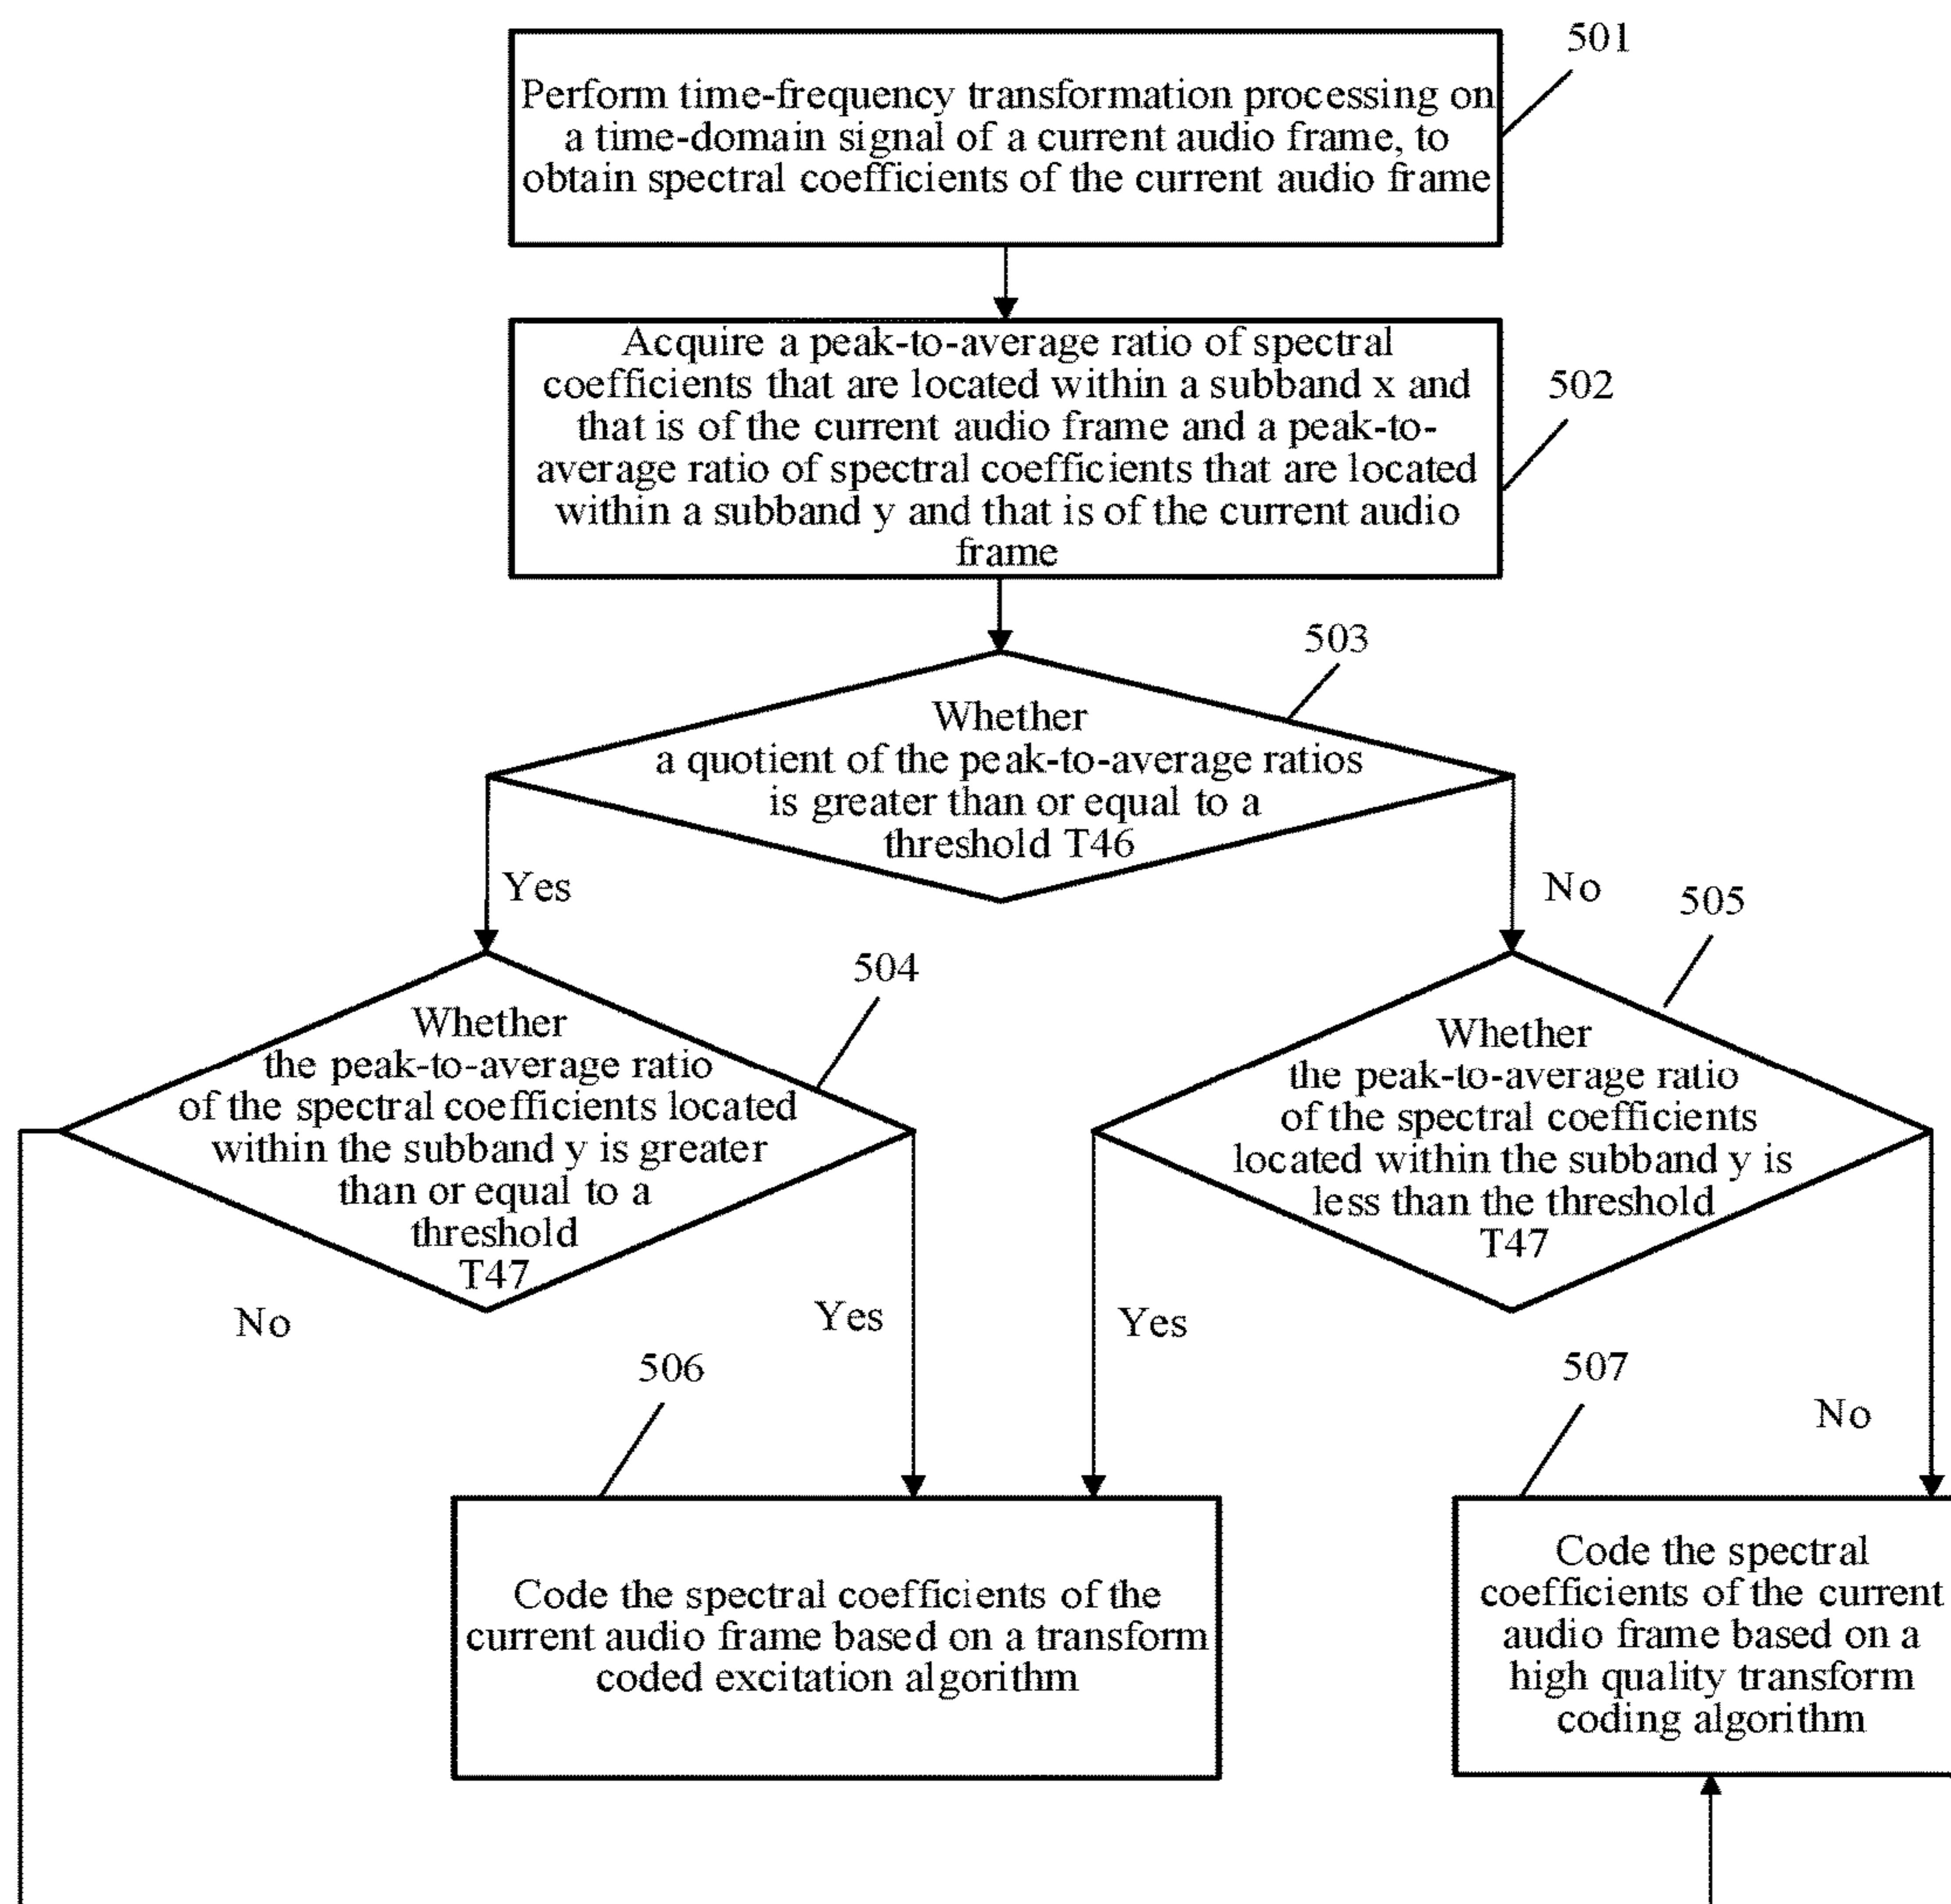 501
Perform time-frequency transformation processing on
a time-domain signal of a current audio frame, to
obtain spectral coefficients of the current audio frame
Acquire a peak-to-average ratio of spectral
coefficients that are located within a subband x and
that is of the current audio frame and a peak-to-
average ratio of spectral coefficients that are located
within a subband y and that is of the current audio
frame
502
503
Whether
a quotient of the peak-to-average ratios
is greater than or equal to a
threshold T46
Yes
No
504
Whether
the peak-to-average ratio
of the spectral coefficients located
within the subband y is greater
than or equal to a
threshold
T47
505
Whether
the peak-to-average ratio
of the spectral coefficients
located within the subband y is
less than the threshold
T47
No
Yes
Yes
No
506
Code the spectral coefficients of the
current audio frame based on a transform
coded excitation algorithm
507
Code the spectral
coefficients of the current
audio frame based on a
high quality transform
coding algorithm